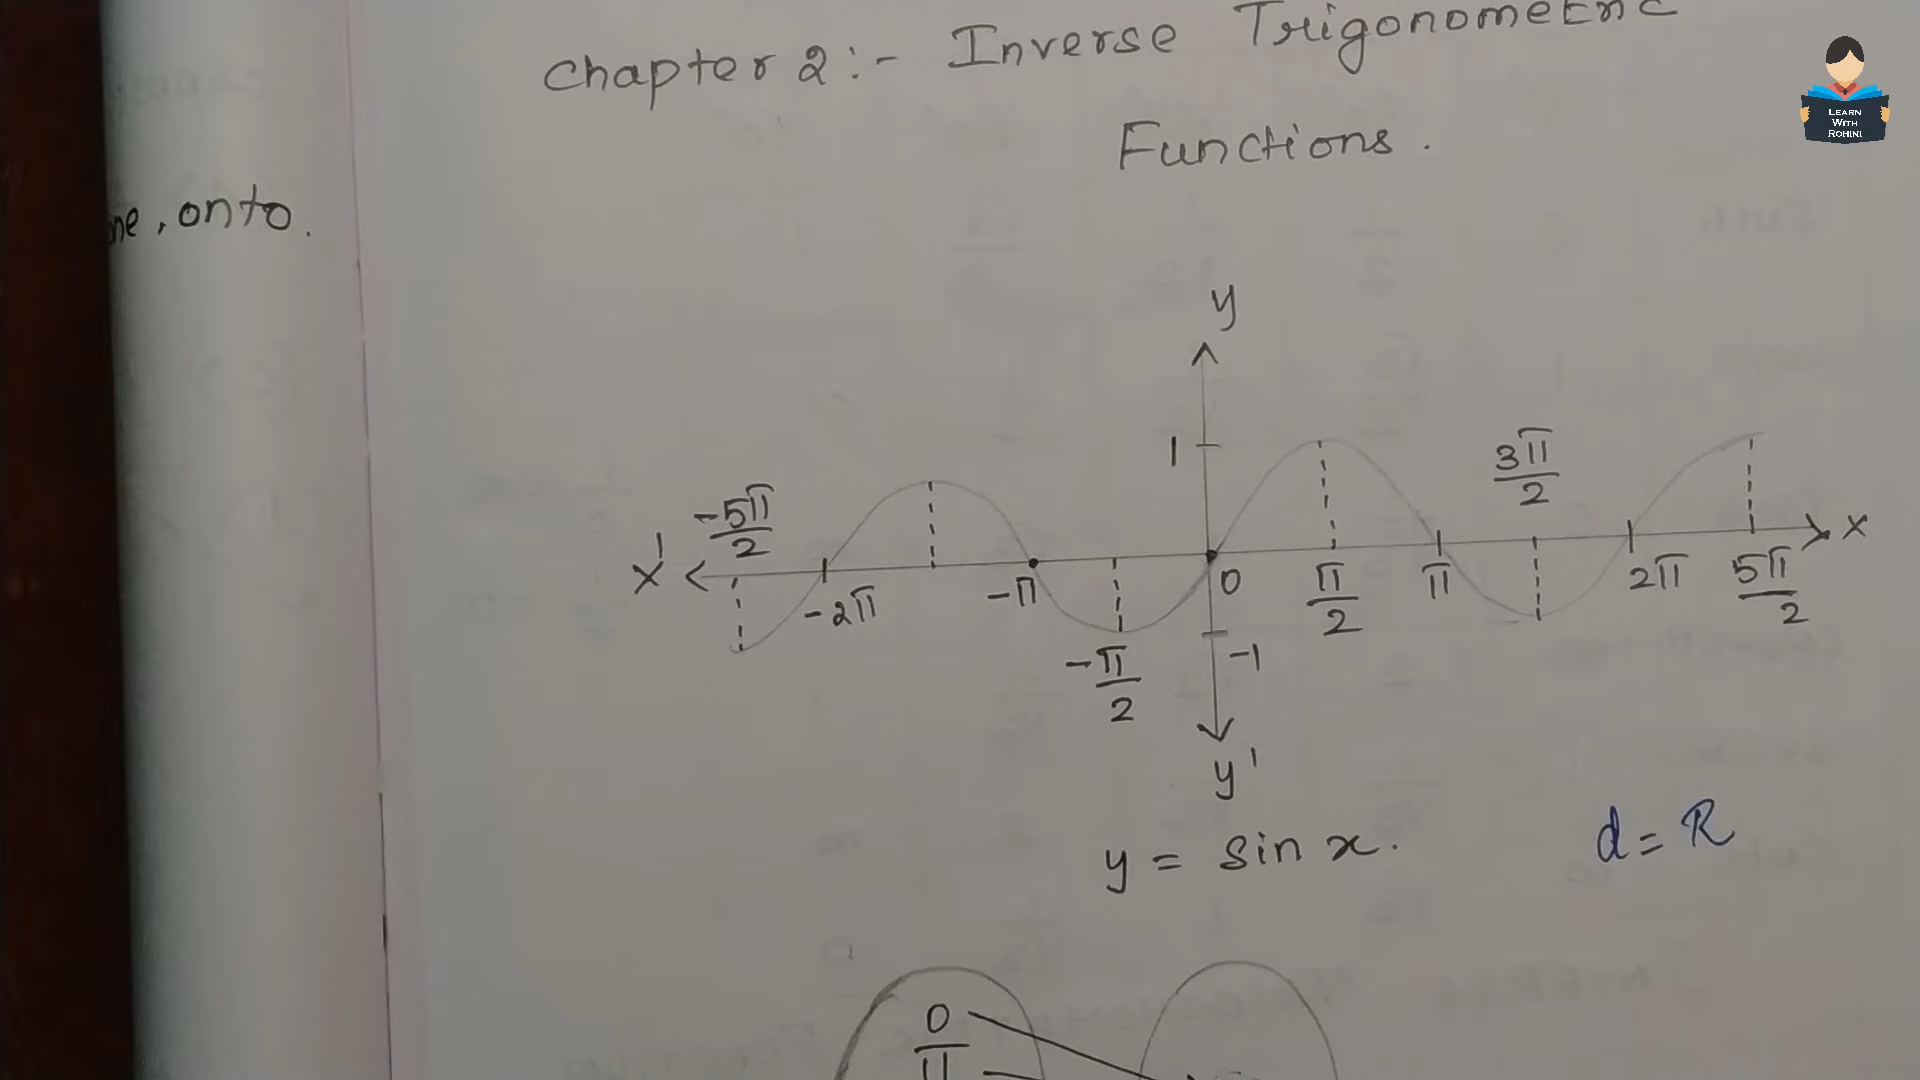 Chapter 2:- Inverse Trigonometric
Functions.
LEARN
WITH
ROHINI
, onto.
y
1
3π/2
-5π/2
x' x
-2π -π 0 π/2 π 2π 5π/2
-π/2 -1
y'
y = sin x. d = R
0
π